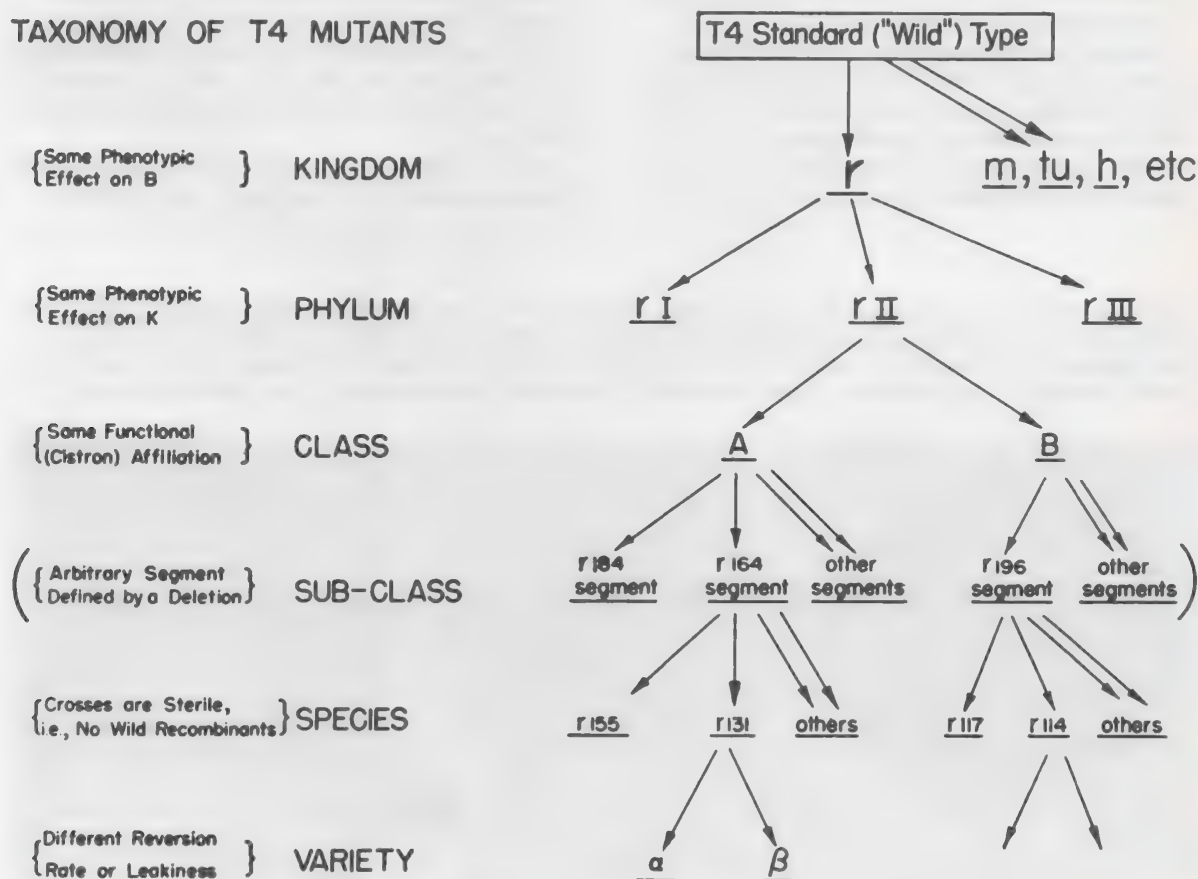 TAXONOMY OF T4 MUTANTS
T4 Standard ("Wild") Type
{Same Phenotypic
Effect on B} KINGDOM
r
m, tu, h, etc
{Same Phenotypic
Effect on K} PHYLUM
r I
r II
r III
{Same Functional
(Cistron) Affiliation} CLASS
A
B
({Arbitrary Segment
Defined by a Deletion} SUB-CLASS
r184
segment
r164
segment
other
segments
r196
segment
other
segments)
{Crosses are Sterile,
i.e., No Wild Recombinants} SPECIES
r155
r131
others
r117
r114
others
{Different Reversion
Rate or Leakiness} VARIETY
α
β